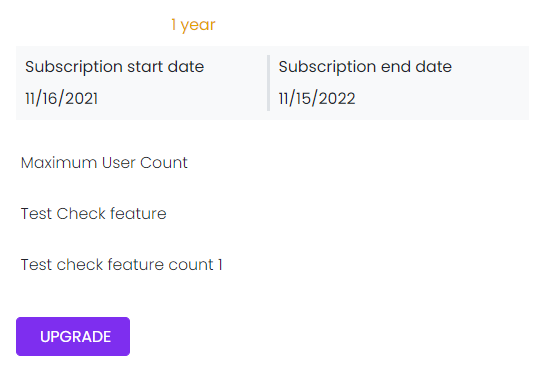 1 year
Subscription start date
Subscription end date
11/16/2021
11/15/2022
Maximum User Count
Test Check feature
Test check feature count 1
UPGRADE